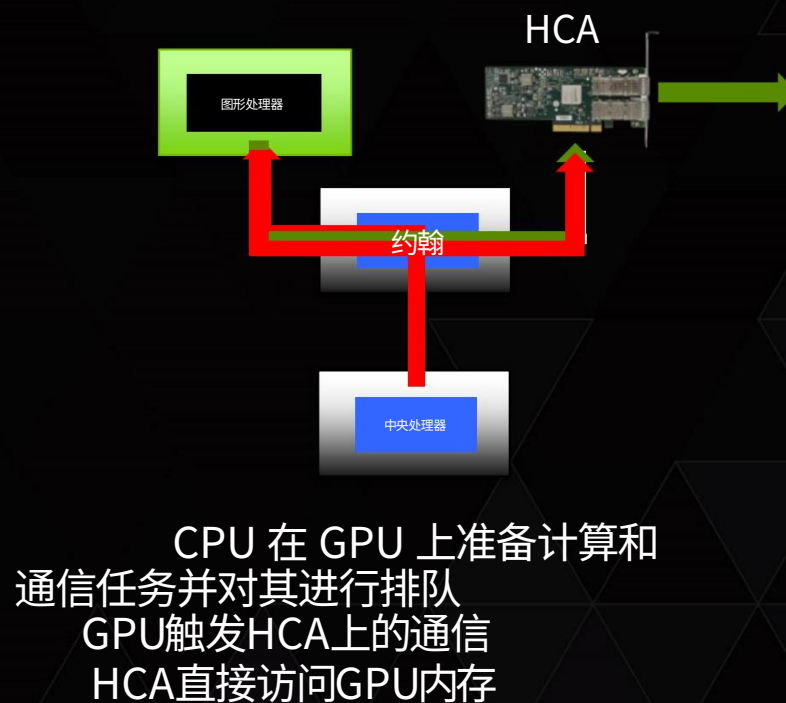 HCA
图形处理器
约翰
中央处理器
CPU 在 GPU 上准备计算和
通信任务并对其进行排队
GPU触发HCA上的通信
HCA直接访问GPU内存